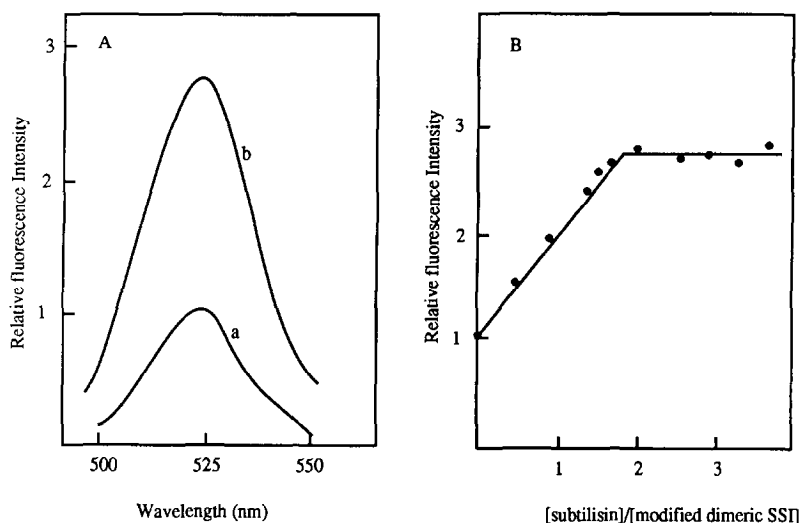 A
Relative fluorescence Intensity
3
2
1
b
a
500 525 550
Wavelength (nm)
B
Relative fluorescence Intensity
3
2
1
1 2 3
[subtilisin]/[modified dimeric SSI]